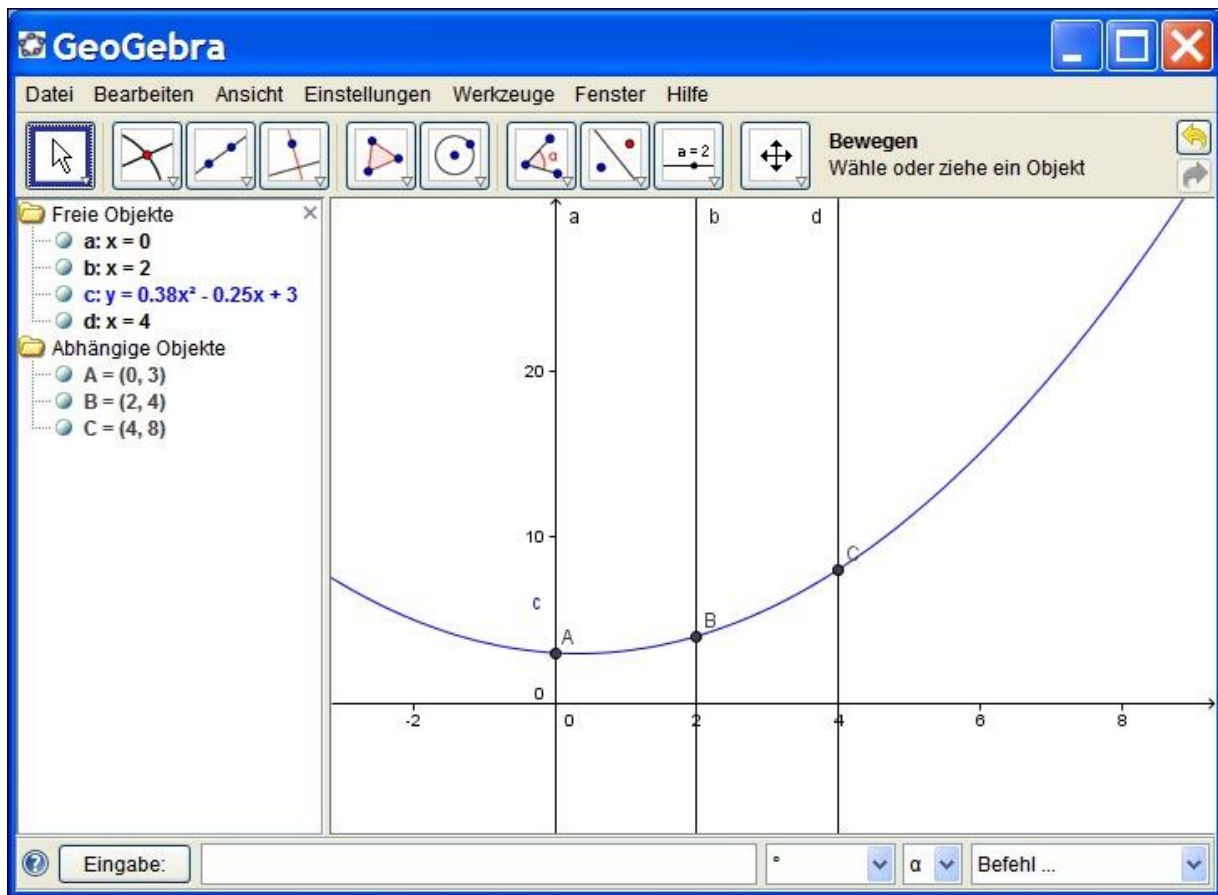 GeoGebra
Datei Bearbeiten Ansicht Einstellungen Werkzeuge Fenster Hilfe
α a = 2 Bewegen
Wähle oder ziehe ein Objekt
Freie Objekte
a: x = 0
b: x = 2
c: y = 0.38x² - 0.25x + 3
d: x = 4
Abhängige Objekte
A = (0, 3)
B = (2, 4)
C = (4, 8)
a b d
20
10
C
c
B
A
0
-2 0 2 4 6 8
Eingabe: ° α Befehl ...